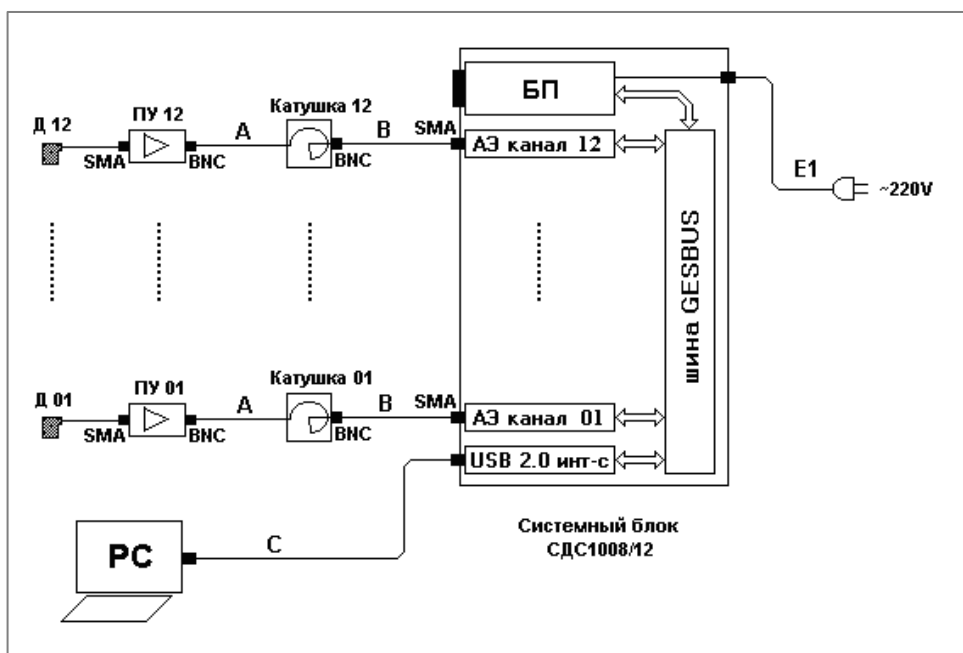 БП
Катушка 12
ПУ 12
Д 12
A
B
SMA
АЭ канал 12
SMA
BNC
BNC
E1
~220V
шина GESBUS
Катушка 01
ПУ 01
Д 01
A
B
SMA
АЭ канал 01
SMA
BNC
BNC
USB 2.0 инт-с
Системный блок
СДС1008/12
PC
C